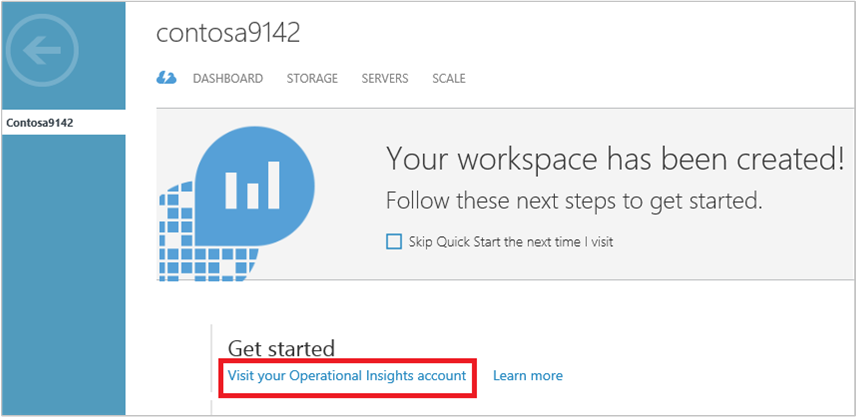 contosa9142
DASHBOARD STORAGE SERVERS SCALE
Contosa9142
Your workspace has been created!
Follow these next steps to get started.
Skip Quick Start the next time I visit
Get started
Visit your Operational Insights account Learn more